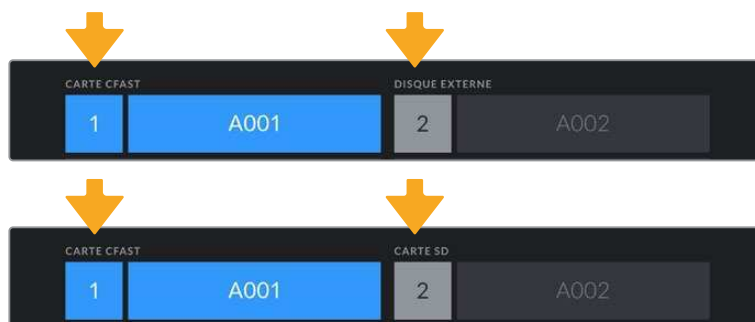 CARTE CFAST DISQUE EXTERNE
1 A001 2 A002
CARTE CFAST CARTE SD
1 A001 2 A002